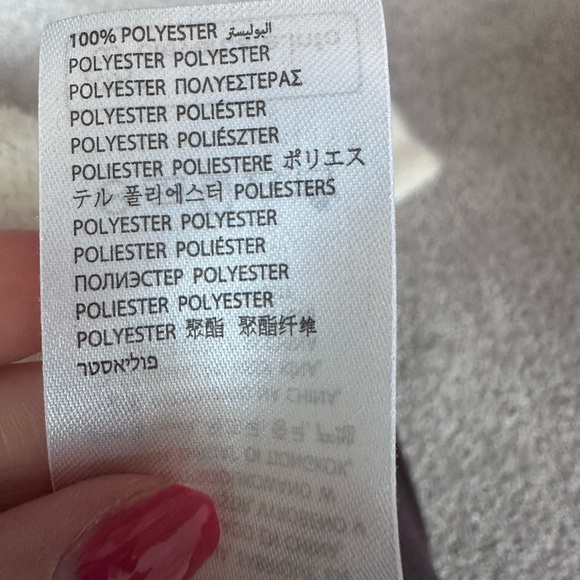 100% POLYESTER البوليستر
POLYESTER POLYESTER
POLYESTER ΠΟΛΥΕΣΤΕΡΑΣ
POLYESTER POLIÉSTER
POLYESTER POLIÉSZTER
POLIESTER POLIESTERE ポリエス
テル 폴리에스터 POLIESTERS
POLYESTER POLYESTER
POLIESTER POLIÉSTER
ПОЛИЭСТЕР POLYESTER
POLIESTER POLYESTER
POLYESTER 聚酯 聚酯纤维
פוליאסטר